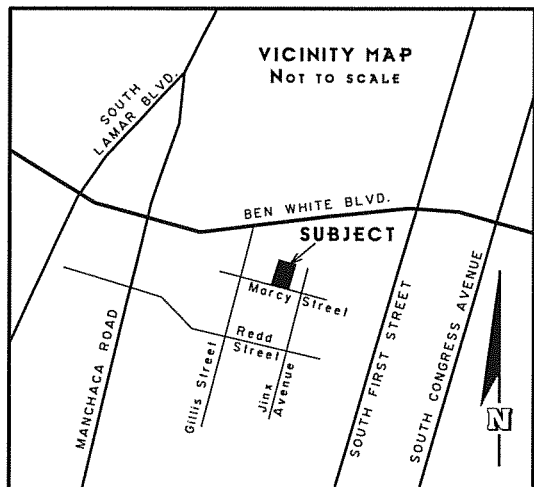 VICINITY MAP
NOT TO SCALE
SOUTH
LAMAR BLVD.
BEN WHITE BLVD.
SUBJECT
Marcy Street
Redd
Street
MANCHACA ROAD
Gillis Street
Jinx
Avenue
SOUTH FIRST STREET
SOUTH CONGRESS AVENUE
N